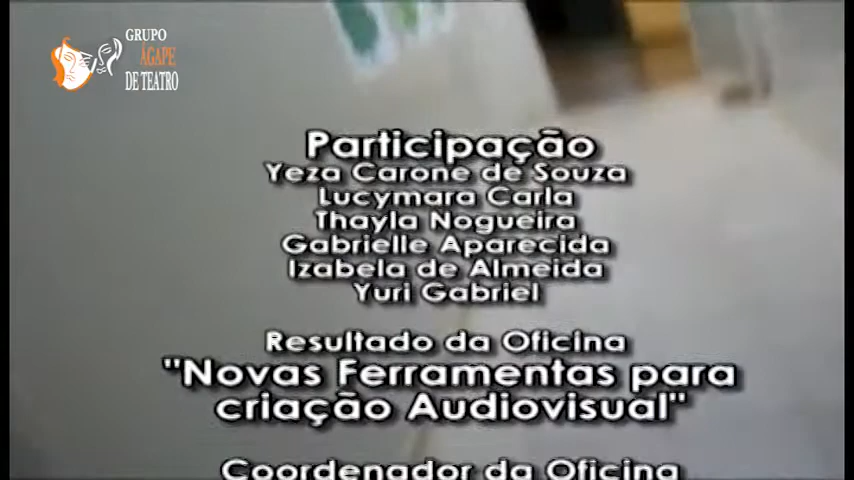 GRUPO
ÁGAPE
DE TEATRO
Participação
Yeza Carone de Souza
Lucymara Carla
Thayla Nogueira
Gabrielle Aparecida
Izabela de Almeida
Yuri Gabriel
Resultado da Oficina
"Novas Ferramentas para
criação Audiovisual"
Coordenador da Oficina